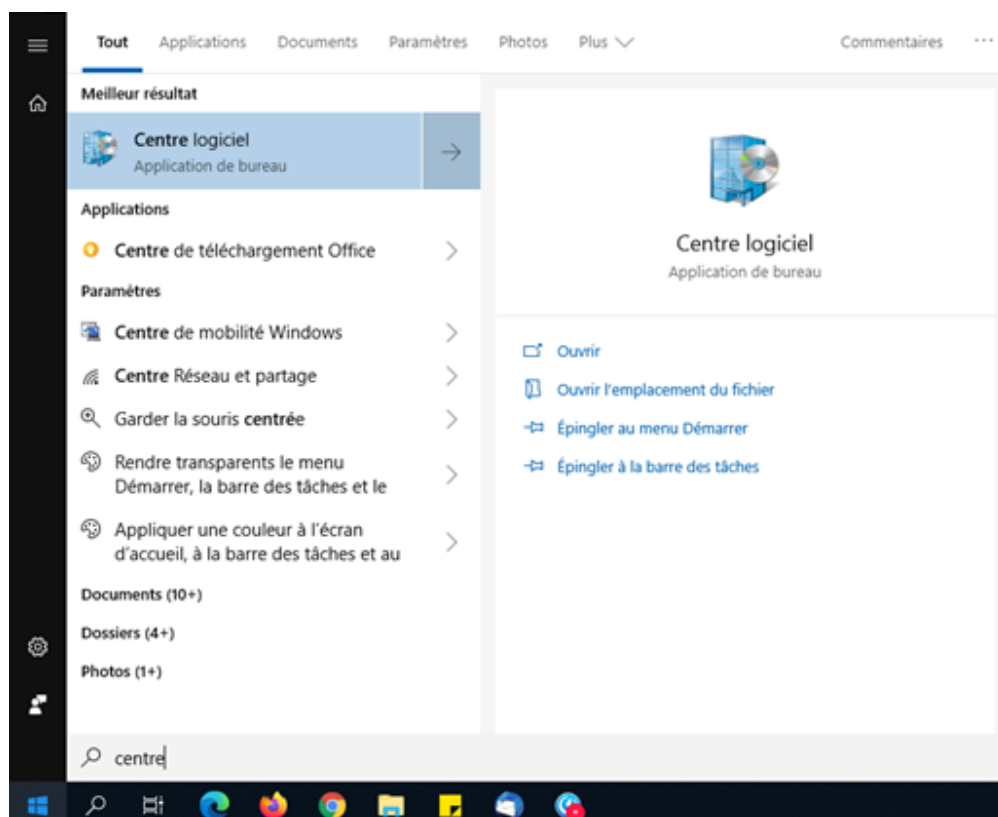 Tout Applications Documents Paramètres Photos Plus Commentaires ...
Meilleur résultat
Centre logiciel
Application de bureau
Applications
Centre de téléchargement Office
Paramètres
Centre de mobilité Windows
Centre Réseau et partage
Garder la souris centrée
Rendre transparents le menu
Démarrer, la barre des tâches et le
Appliquer une couleur à l'écran
d'accueil, à la barre des tâches et au
Documents (10+)
Dossiers (4+)
Photos (1+)
centre
Centre logiciel
Application de bureau
Ouvrir
Ouvrir l'emplacement du fichier
Épingler au menu Démarrer
Épingler à la barre des tâches